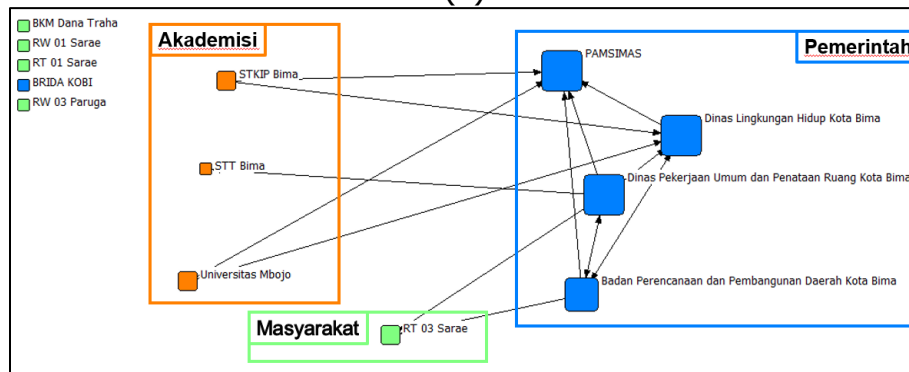 BKM Dana Traha
RW 01 Sarae
RT 01 Sarae
BRIDA KOBI
RW 03 Paruga
Akademisi
STKIP Bima
STT Bima
Universitas Mbojo
Pemerintah
PAMSIMAS
Dinas Lingkungan Hidup Kota Bima
Dinas Pekerjaan Umum dan Penataan Ruang Kota Bima
Badan Perencanaan dan Pembangunan Daerah Kota Bima
Masyarakat
RT 03 Sarae